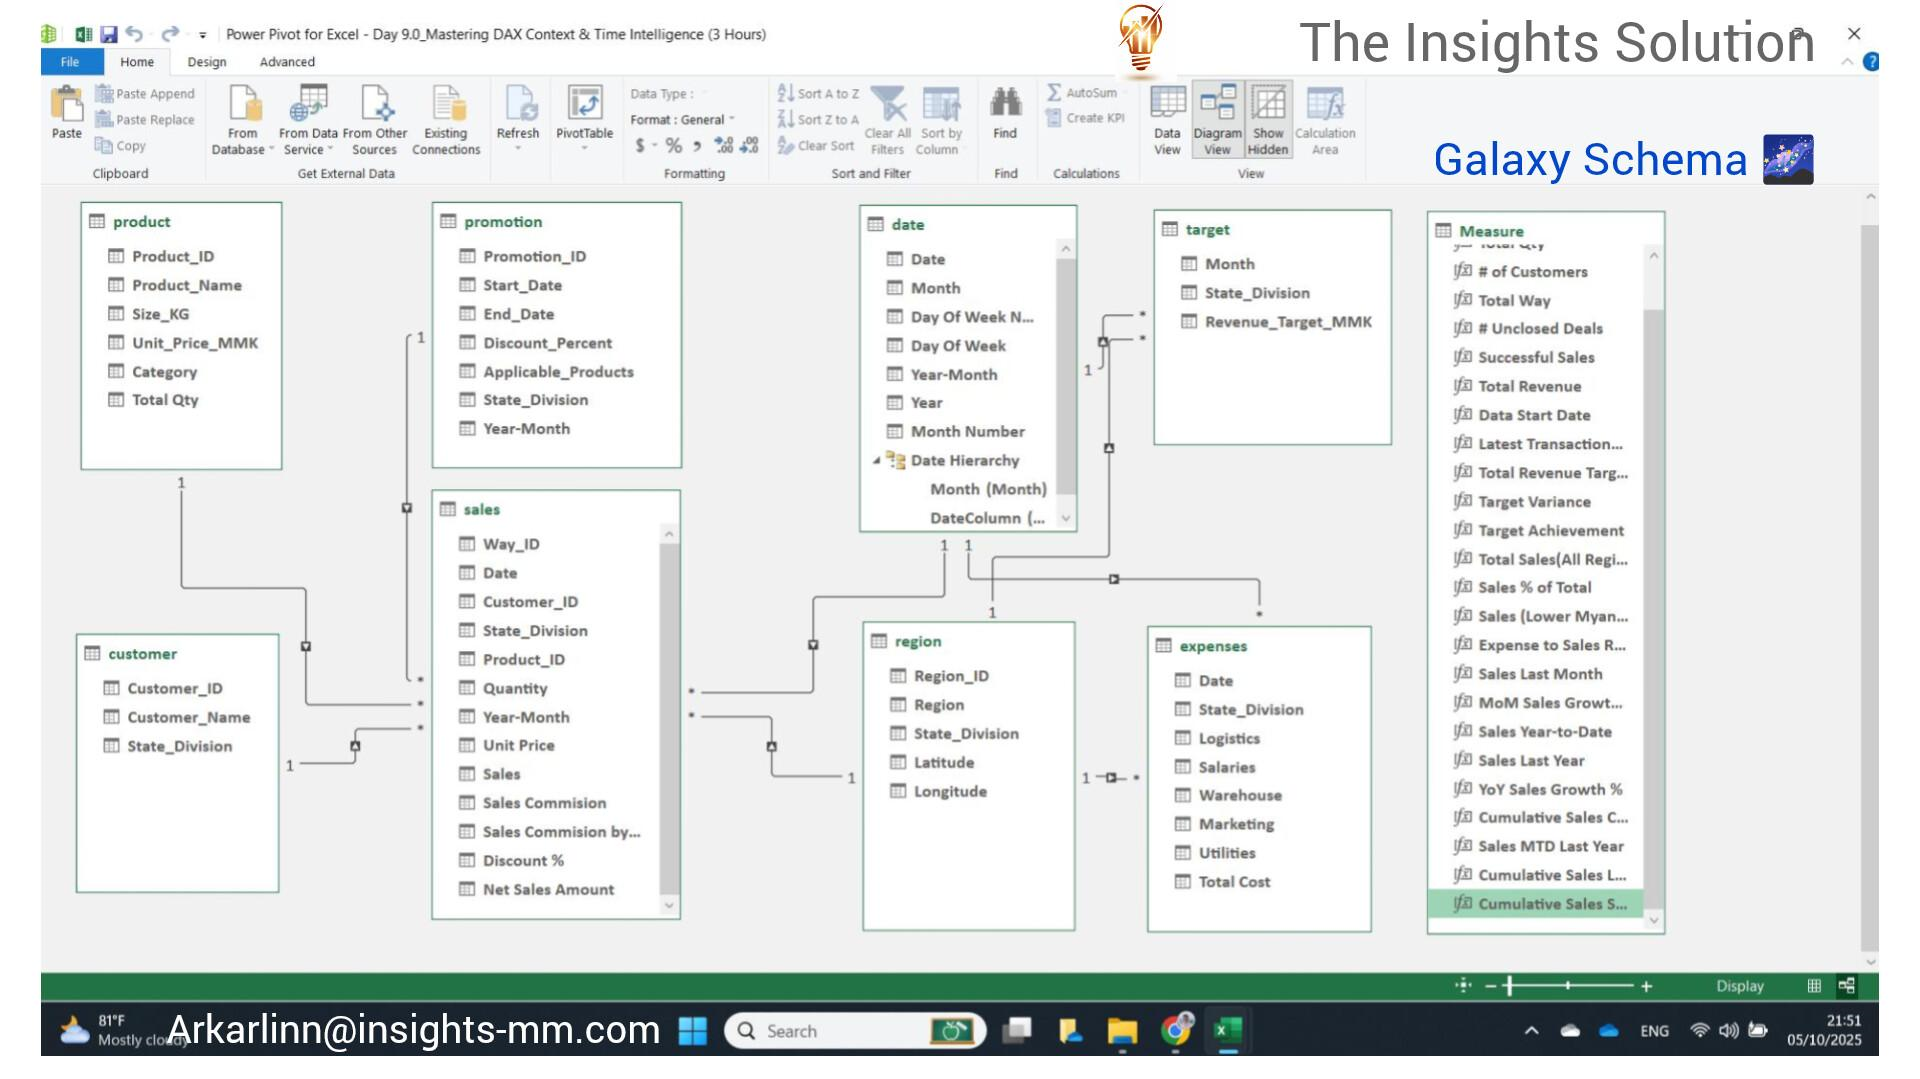 Power Pivot for Excel - Day 9.0_Mastering DAX Context & Time Intelligence (3 Hours)
The Insights Solution
File
Home
Design
Advanced
Paste
Paste Append
Paste Replace
Copy
Clipboard
From Database
From Data Service
From Other Sources
Existing Connections
Get External Data
Refresh
PivotTable
Data Type :
Format : General
$ - % ,
Formatting
Sort A to Z
Sort Z to A
Clear Sort
Clear All Filters
Sort by Column
Sort and Filter
Find
Find
AutoSum
Create KPI
Calculations
Data View
Diagram View
Show Hidden
Calculation Area
View
Galaxy Schema
product
Product_ID
Product_Name
Size_KG
Unit_Price_MMK
Category
Total Qty
promotion
Promotion_ID
Start_Date
End_Date
Discount_Percent
Applicable_Products
State_Division
Year-Month
date
Date
Month
Day Of Week N...
Day Of Week
Year-Month
Year
Month Number
Date Hierarchy
Month (Month)
DateColumn (...
target
Month
State_Division
Revenue_Target_MMK
Measure
Total Qty
# of Customers
Total Way
# Unclosed Deals
Successful Sales
Total Revenue
Data Start Date
Latest Transaction...
Total Revenue Targ...
Target Variance
Target Achievement
Total Sales(All Regi...
Sales % of Total
Sales (Lower Myan...
Expense to Sales R...
Sales Last Month
MoM Sales Growt...
Sales Year-to-Date
Sales Last Year
YoY Sales Growth %
Cumulative Sales C...
Sales MTD Last Year
Cumulative Sales L...
Cumulative Sales S...
customer
Customer_ID
Customer_Name
State_Division
sales
Way_ID
Date
Customer_ID
State_Division
Product_ID
Quantity
Year-Month
Unit Price
Sales
Sales Commision
Sales Commision by...
Discount %
Net Sales Amount
region
Region_ID
Region
State_Division
Latitude
Longitude
expenses
Date
State_Division
Logistics
Salaries
Warehouse
Marketing
Utilities
Total Cost
Display
81°F
Mostly cloudy
Arkarlinn@insights-mm.com
Search
ENG
21:51
05/10/2025